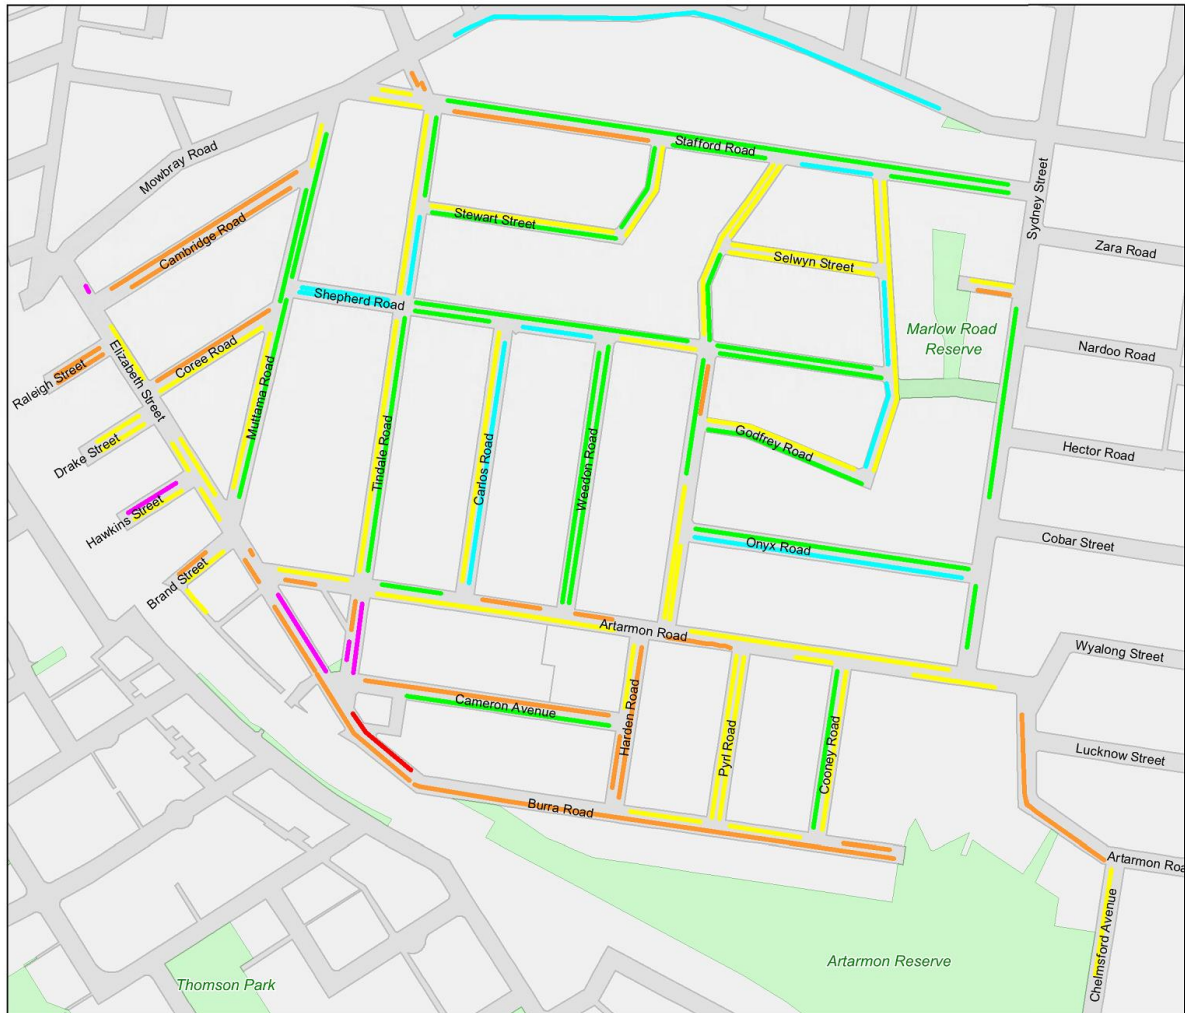 Stafford Road
Mowbray Road
Sydney Street
Stewart Street
Cambridge Road
Zara Road
Selwyn Street
Shepherd Road
Marlow Road
Reserve
Nardoo Road
Coree Road
Elizabeth Street
Raleigh Street
Muttama Road
Drake Street
Tindale Road
Carlos Road
Weedon Road
Godfrey Road
Hector Road
Hawkins Street
Onyx Road
Cobar Street
Brand Street
Artarmon Road
Wyalong Street
Cameron Avenue
Harden Road
Pyrl Road
Cooney Road
Lucknow Street
Burra Road
Artarmon Roa
Chelmsford Avenue
Artarmon Reserve
Thomson Park